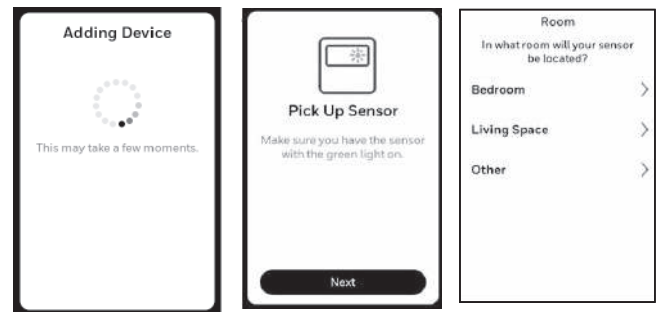 Adding Device
This may take a few moments.
Pick Up Sensor
Make sure you have the sensor
with the green light on.
Next
Room
In what room will your sensor
be located?
Bedroom
Living Space
Other